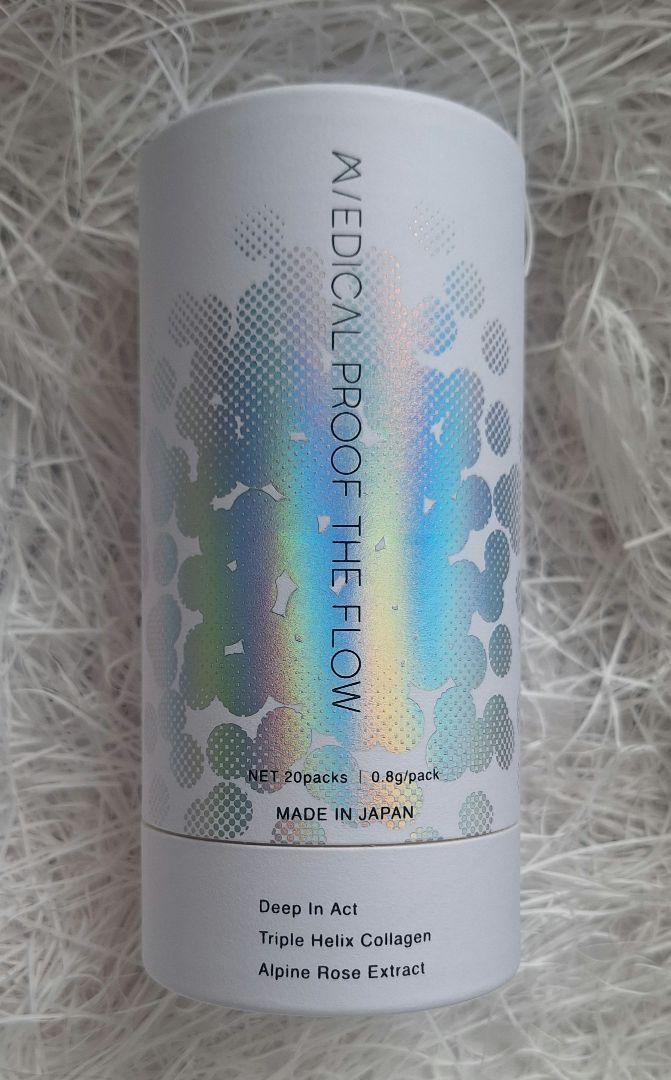 M/EDICAL PROOF THE FLOW
NET 20packs | 0.8g/pack
MADE IN JAPAN
Deep In Act
Triple Helix Collagen
Alpine Rose Extract